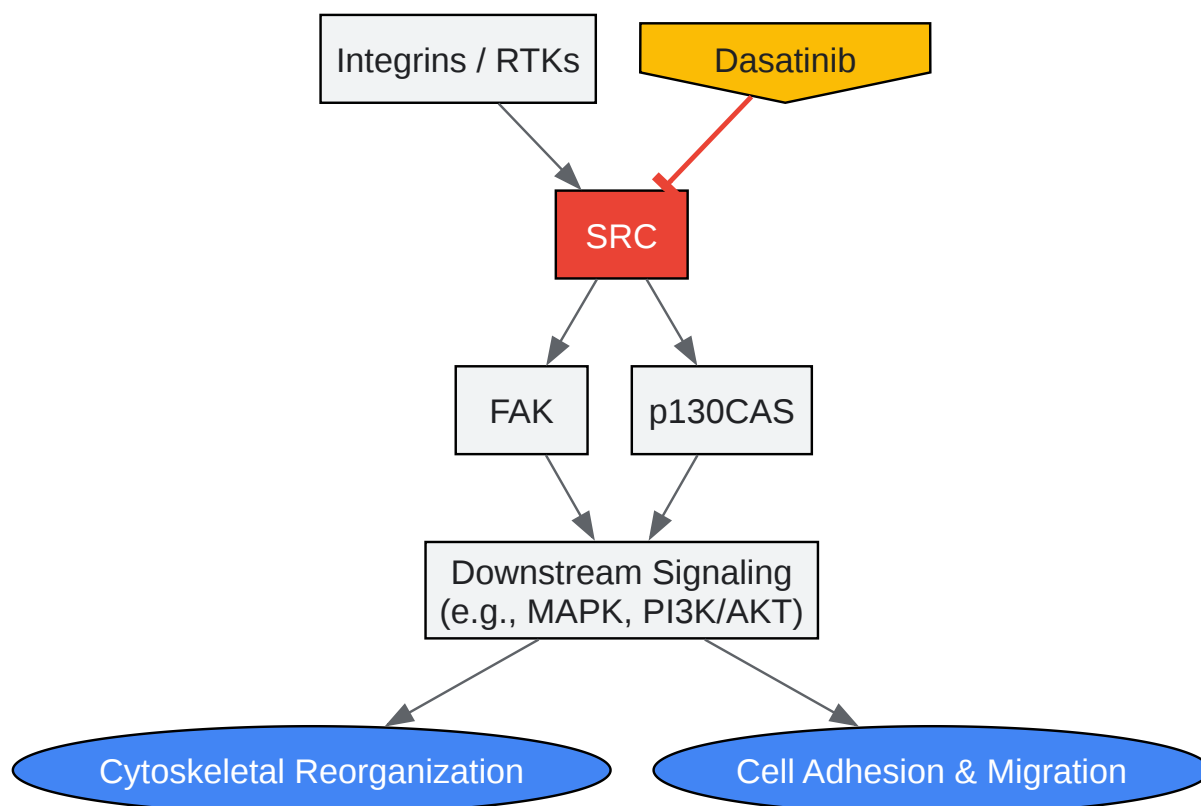 Integrins / RTKs
Dasatinib
SRC
FAK
p130CAS
Downstream Signaling
(e.g., MAPK, PI3K/AKT)
Cytoskeletal Reorganization
Cell Adhesion & Migration